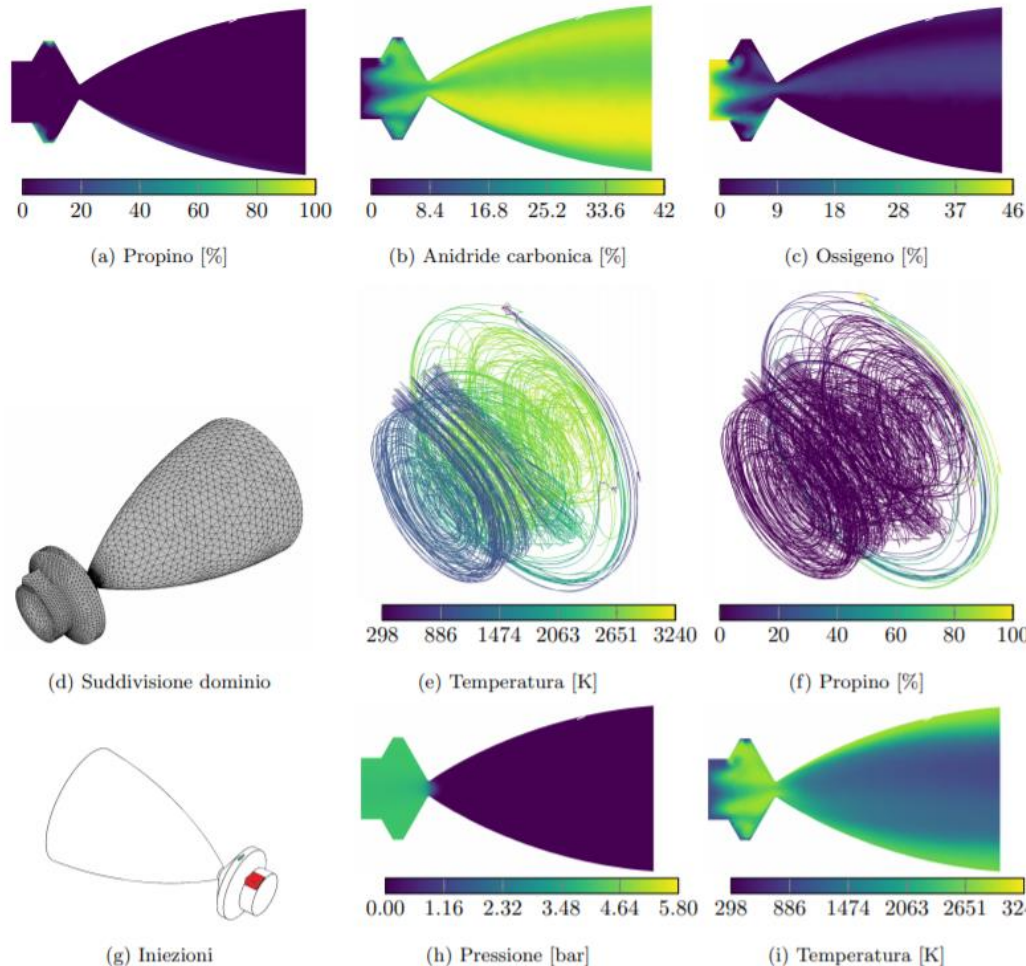 0 20 40 60 80 100
0 8.4 16.8 25.2 33.6 42
0 9 18 28 37 46
(a) Propino [%]
(b) Anidride carbonica [%]
(c) Ossigeno [%]
298 886 1474 2063 2651 3240
0 20 40 60 80 100
(d) Suddivisione dominio
(e) Temperatura [K]
(f) Propino [%]
0.00 1.16 2.32 3.48 4.64 5.80
298 886 1474 2063 2651 324
(g) Iniezioni
(h) Pressione [bar]
(i) Temperatura [K]